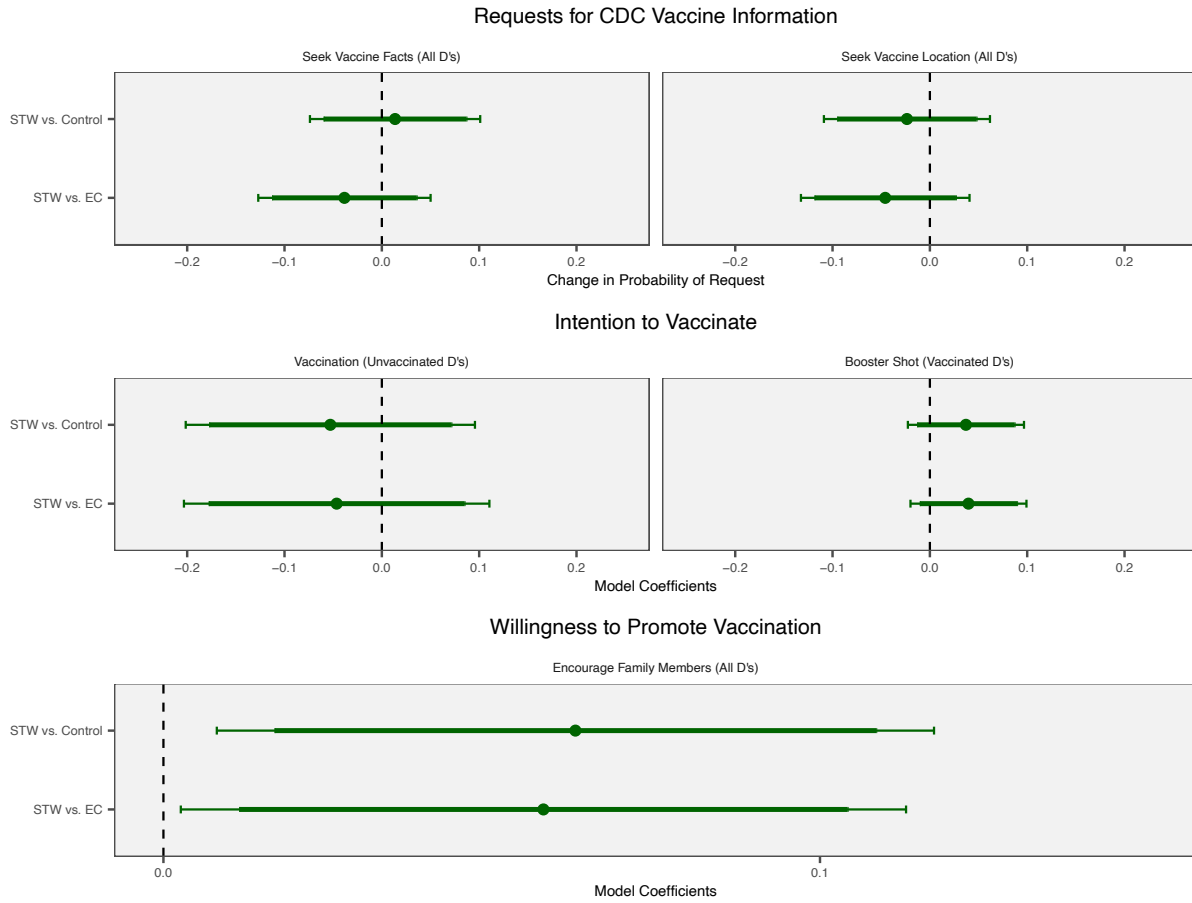 Requests for CDC Vaccine Information
Seek Vaccine Facts (All D's)
Seek Vaccine Location (All D's)
STW vs. Control
STW vs. EC
−0.2 −0.1 0.0 0.1 0.2
−0.2 −0.1 0.0 0.1 0.2
Change in Probability of Request
Intention to Vaccinate
Vaccination (Unvaccinated D's)
Booster Shot (Vaccinated D's)
STW vs. Control
STW vs. EC
−0.2 −0.1 0.0 0.1 0.2
−0.2 −0.1 0.0 0.1 0.2
Model Coefficients
Willingness to Promote Vaccination
Encourage Family Members (All D's)
STW vs. Control
STW vs. EC
0.0 0.1
Model Coefficients